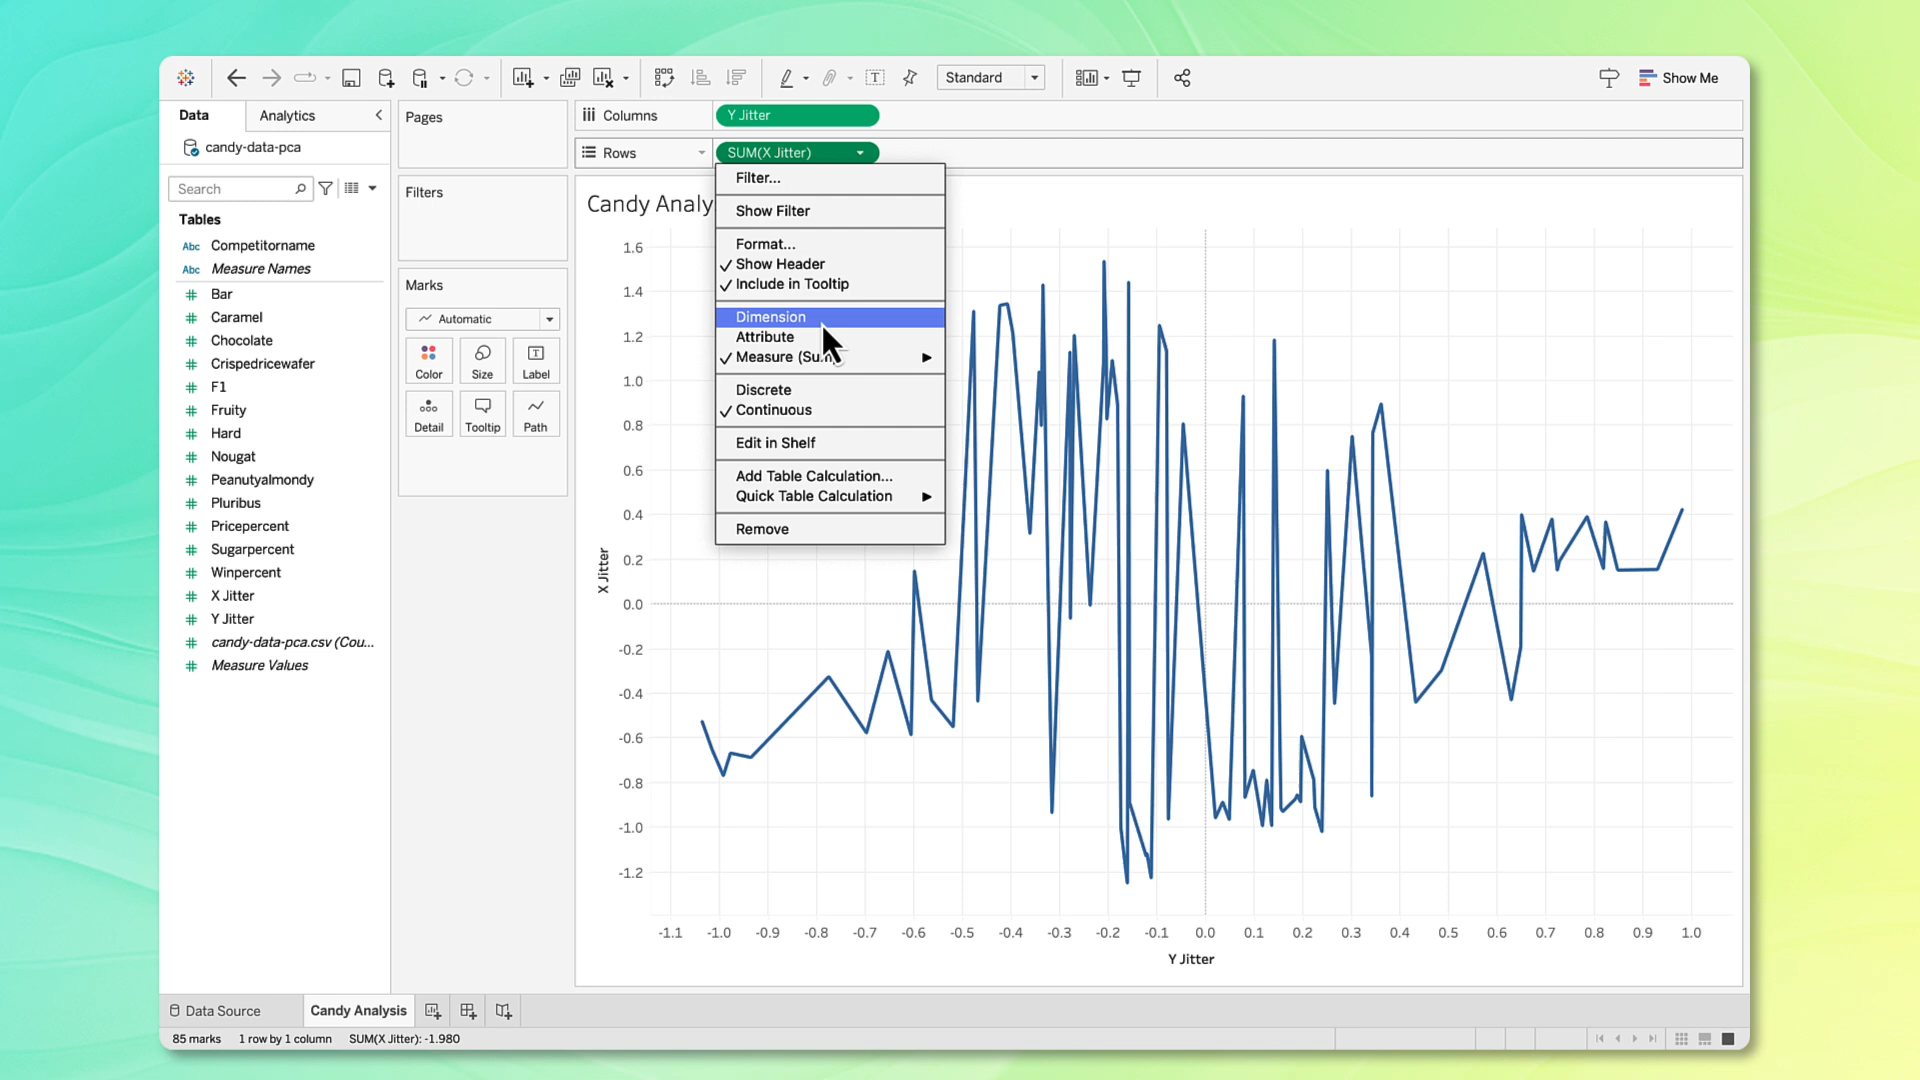 Standard
Show Me
Data
Analytics
candy-data-pca
Search
Tables
Abc Competitorname
Abc Measure Names
Bar
Caramel
Chocolate
Crispedricewafer
F1
Fruity
Hard
Nougat
Peanutyalmondy
Pluribus
Pricepercent
Sugarpercent
Winpercent
X Jitter
Y Jitter
candy-data-pca.csv (Cou...
Measure Values
Pages
Filters
Marks
Automatic
Color
Size
Label
Detail
Tooltip
Path
Columns
Y Jitter
Rows
SUM(X Jitter)
Filter...
Show Filter
Format...
Show Header
Include in Tooltip
Dimension
Attribute
Measure (Su
Discrete
Continuous
Edit in Shelf
Add Table Calculation...
Quick Table Calculation
Remove
Candy Analy
1.6
1.4
1.2
1.0
0.8
0.6
0.4
0.2
0.0
-0.2
-0.4
-0.6
-0.8
-1.0
-1.2
X Jitter
-1.1 -1.0 -0.9 -0.8 -0.7 -0.6 -0.5 -0.4 -0.3 -0.2 -0.1 0.0 0.1 0.2 0.3 0.4 0.5 0.6 0.7 0.8 0.9 1.0
Y Jitter
Data Source
Candy Analysis
85 marks 1 row by 1 column SUM(X Jitter): -1.980